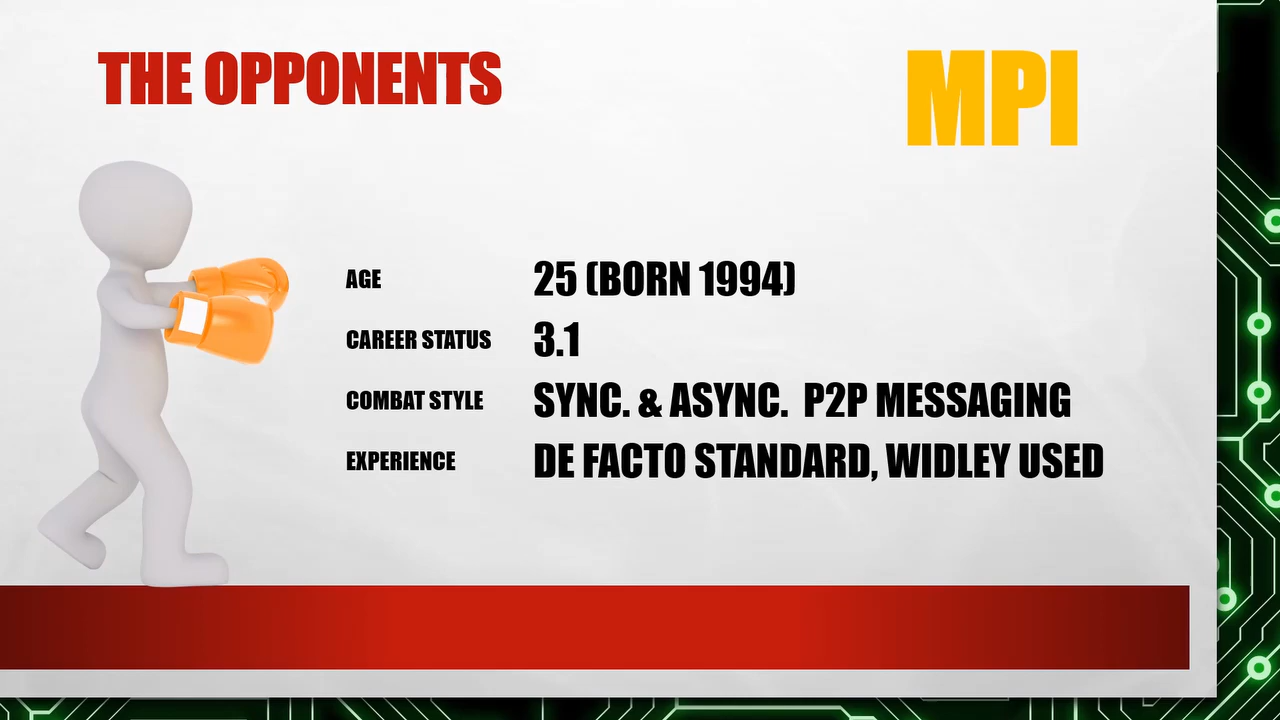 THE OPPONENTS
MPI
AGE 25 (BORN 1994)
CAREER STATUS 3.1
COMBAT STYLE SYNC. & ASYNC. P2P MESSAGING
EXPERIENCE DE FACTO STANDARD, WIDLEY USED